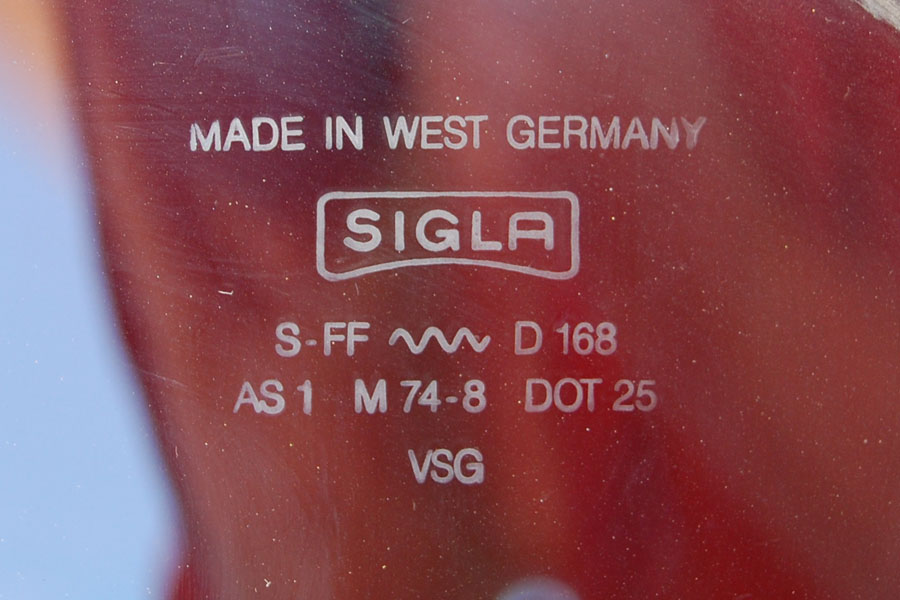 MADE IN WEST GERMANY
SIGLA
S-FF D 168
AS 1 M 74-8 DOT 25
VSG